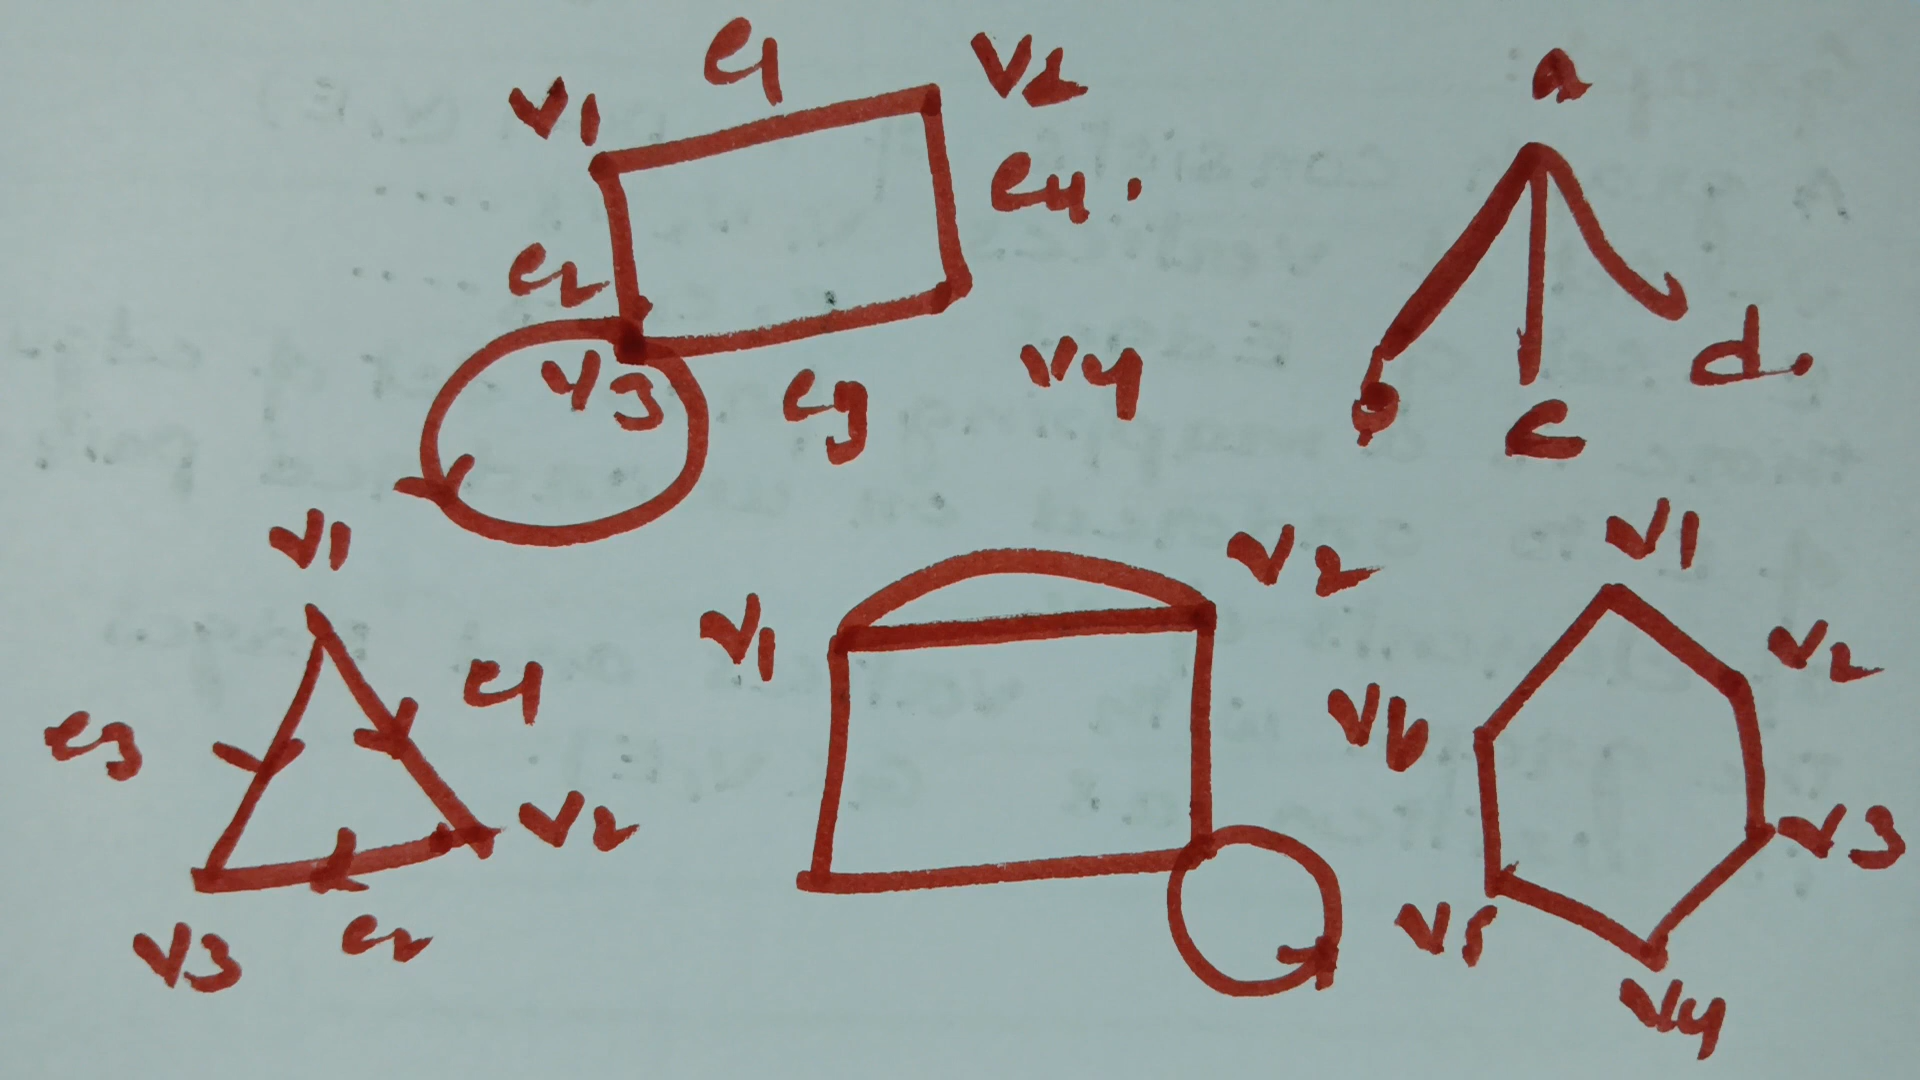 e1
v1 v2
e4.
e2
v3 e3 v4
a
b c d.
v1
e3 e1
v2
v3 e2
v1 v2
v1
v6 v2
v5 v3
v4